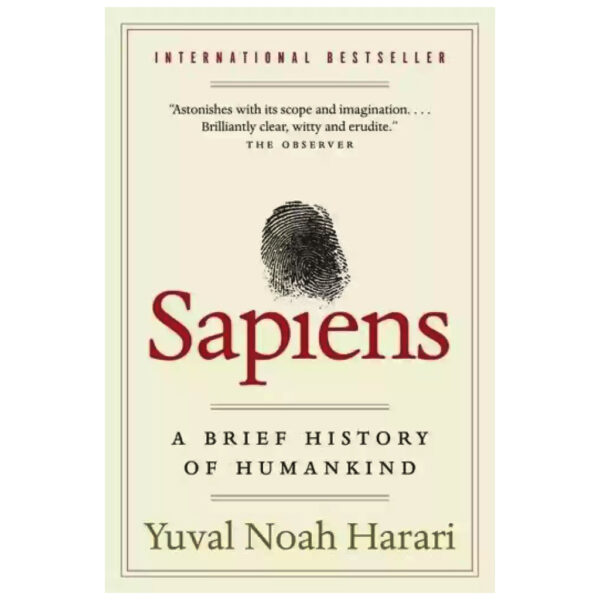 INTERNATIONAL BESTSELLER
“Astonishes with its scope and imagination. . . .
Brilliantly clear, witty and erudite.”
THE OBSERVER
Sapiens
A BRIEF HISTORY
OF HUMANKIND
Yuval Noah Harari